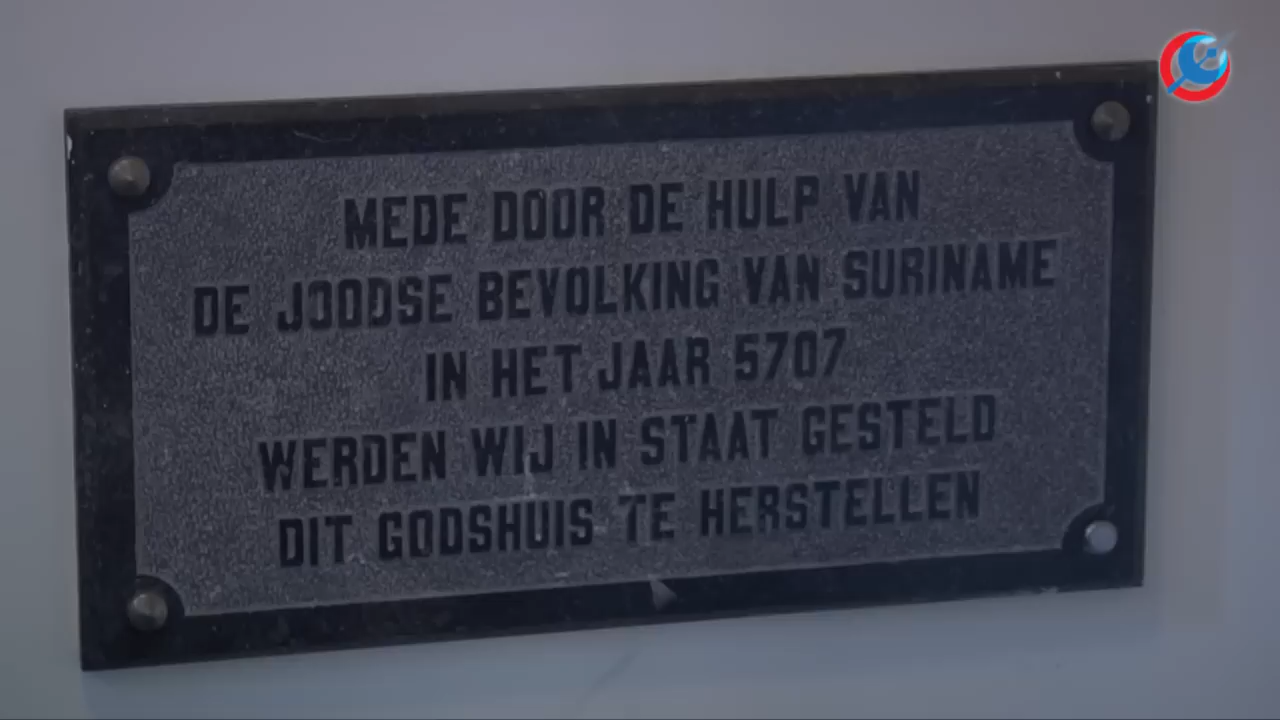 MEDE DOOR DE HULP VAN
DE JOODSE BEVOLKING VAN SURINAME
IN HET JAAR 5707
WERDEN WIJ IN STAAT GESTELD
DIT GODSHUIS TE HERSTELLEN